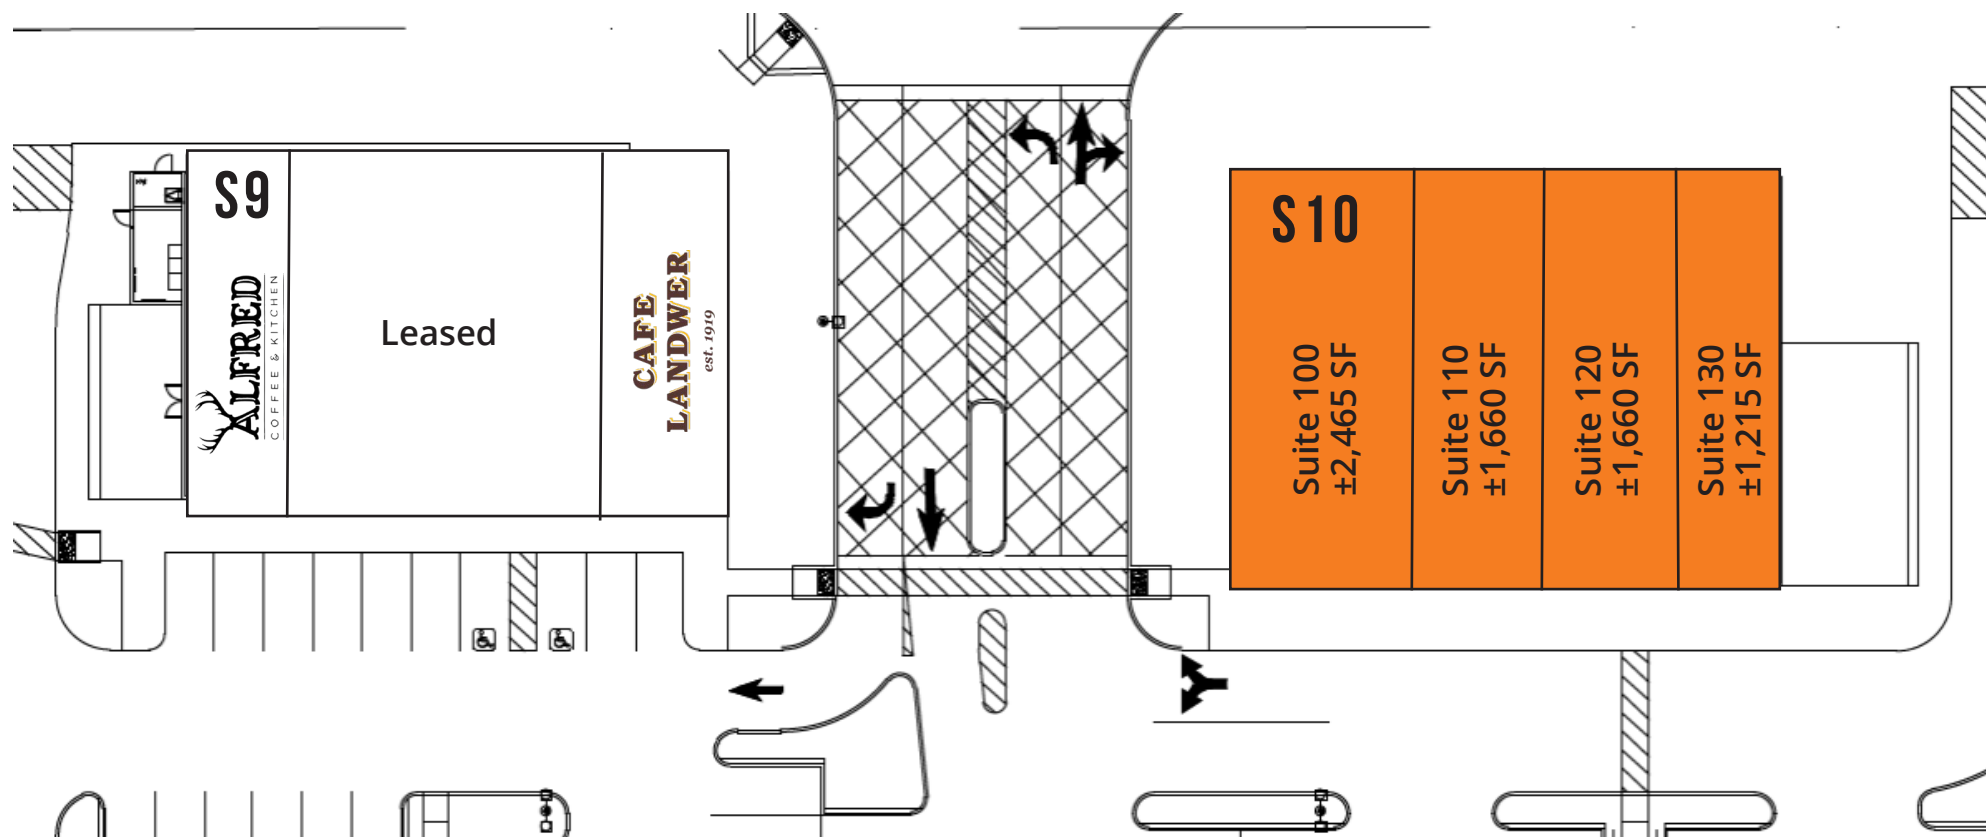 S9
ALFRED
COFFEE & KITCHEN
Leased
CAFE
LANDWER
est. 1919
S10
Suite 100
±2,465 SF
Suite 110
±1,660 SF
Suite 120
±1,660 SF
Suite 130
±1,215 SF